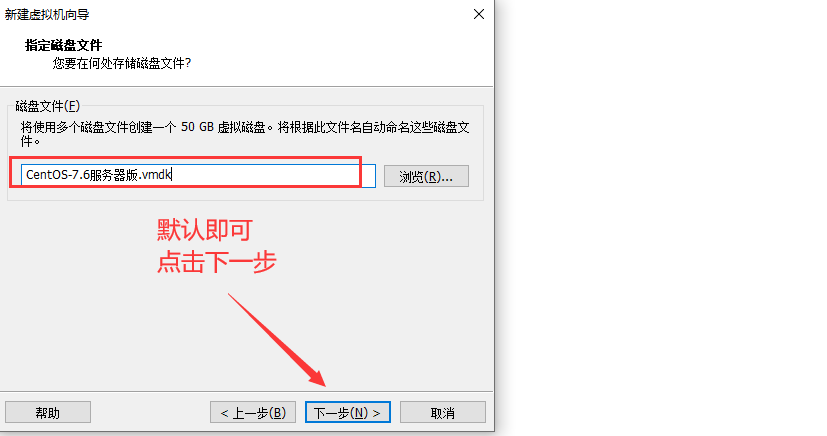 新建虚拟机向导
指定磁盘文件
您要在何处存储磁盘文件?
磁盘文件(F)
将使用多个磁盘文件创建一个 50 GB 虚拟磁盘。将根据此文件名自动命名这些磁盘文
件。
CentOS-7.6服务器版.vmdk
浏览(R)...
默认即可
点击下一步
帮助
< 上一步(B)
下一步(N) >
取消